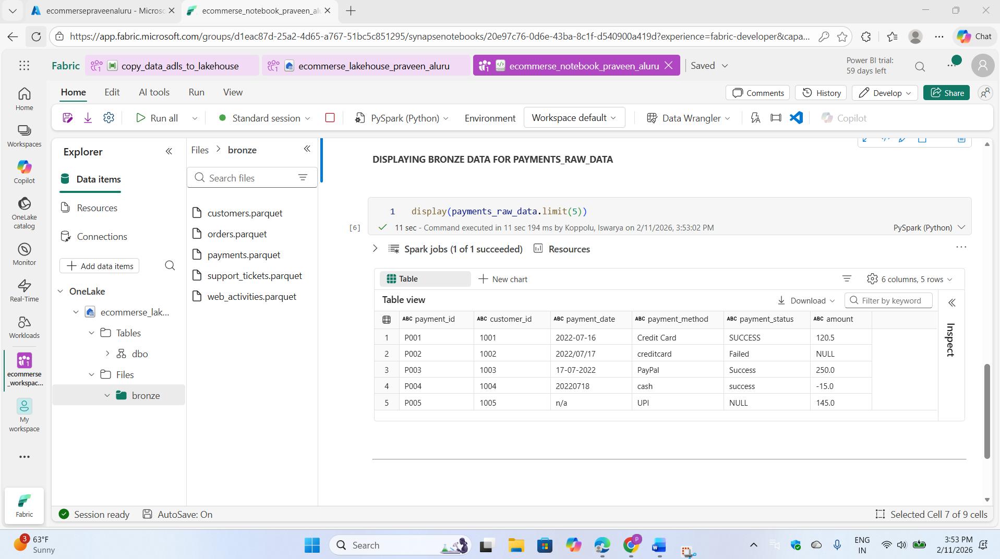 ecommersepraveenaluru - Microsc
ecommerse_notebook_praveen_alu
https://app.fabric.microsoft.com/groups/d1eac87d-25a2-4d65-a767-51bc5c851295/synapsenotebooks/20e97c76-0d6e-43ba-8c1f-d540900a419d?experience=fabric-developer&capa...
Chat
Fabric
copy_data_adls_to_lakehouse
ecommerse_lakehouse_praveen_aluru
ecommerse_notebook_praveen_aluru
Saved
Power BI trial:
59 days left
Home
Edit
AI tools
Run
View
Comments
History
Develop
Share
Run all
Standard session
PySpark (Python)
Environment
Workspace default
Data Wrangler
Copilot
Home
Workspaces
Copilot
OneLake
catalog
Monitor
Real-Time
Workloads
ecommerse
_workspac...
My
workspace
Fabric
Explorer
Data items
Resources
Connections
Add data items
OneLake
ecommerse_lak...
Tables
dbo
Files
bronze
Files > bronze
Search files
customers.parquet
orders.parquet
payments.parquet
support_tickets.parquet
web_activities.parquet
DISPLAYING BRONZE DATA FOR PAYMENTS_RAW_DATA
1 display(payments_raw_data.limit(5))
[6] 11 sec - Command executed in 11 sec 194 ms by Koppolu, Iswarya on 2/11/2026, 3:53:02 PM
PySpark (Python)
Spark jobs (1 of 1 succeeded)
Resources
Table
New chart
6 columns, 5 rows
Table view
Download
Filter by keyword
Inspect
ABC payment_id ABC customer_id ABC payment_date ABC payment_method ABC payment_status ABC amount
1 P001 1001 2022-07-16 Credit Card SUCCESS 120.5
2 P002 1002 2022/07/17 creditcard Failed NULL
3 P003 1003 17-07-2022 PayPal Success 250.0
4 P004 1004 20220718 cash success -15.0
5 P005 1005 n/a UPI NULL 145.0
Session ready
AutoSave: On
Selected Cell 7 of 9 cells
3
63°F
Sunny
Search
P
ENG
IN
3:53 PM
2/11/2026